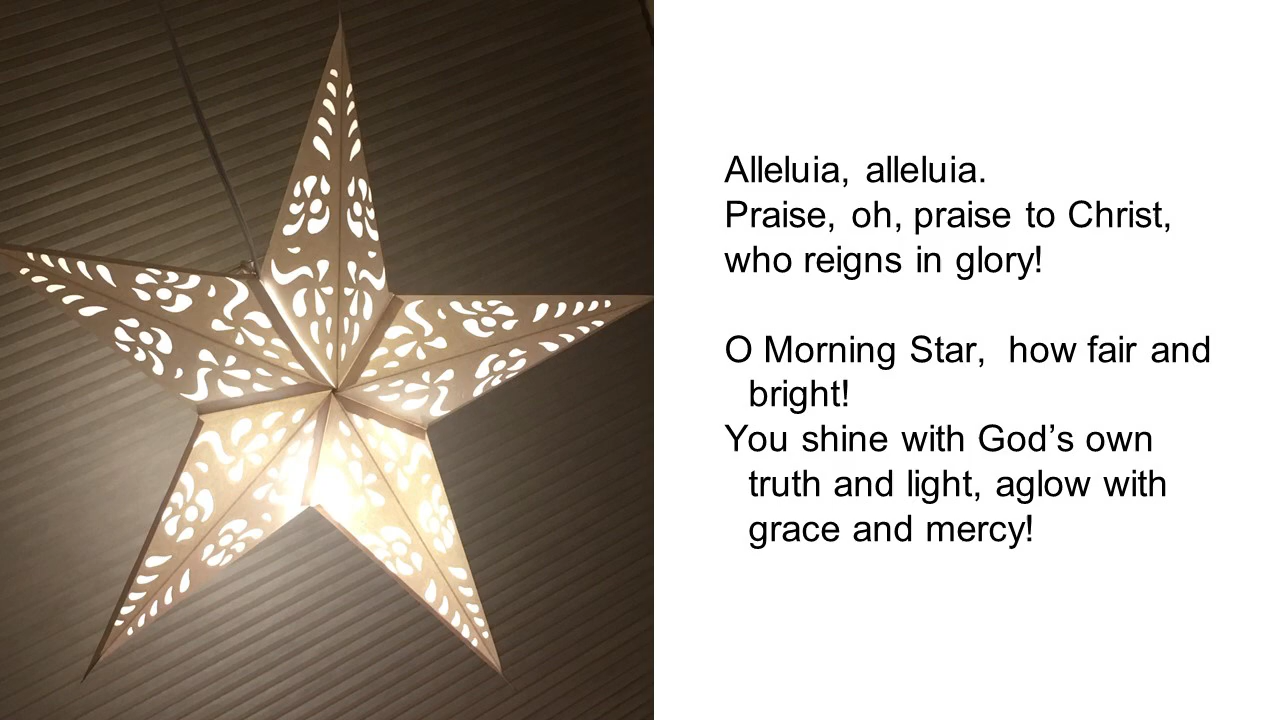 Alleluia, alleluia.
Praise, oh, praise to Christ,
who reigns in glory!
O Morning Star, how fair and
bright!
You shine with God’s own
truth and light, aglow with
grace and mercy!